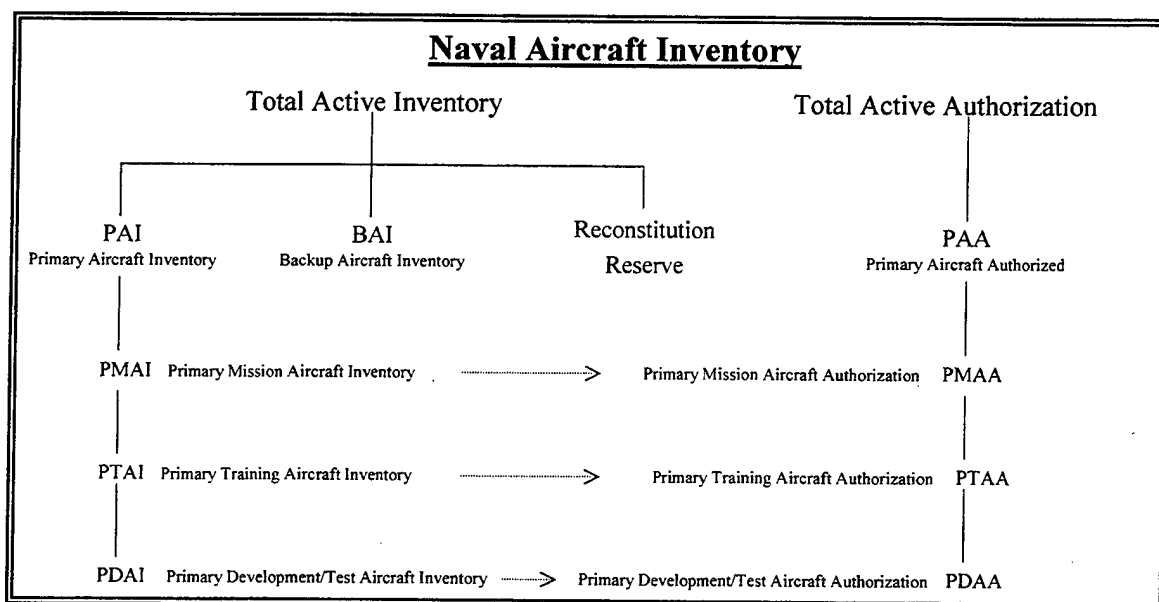 Naval Aircraft Inventory
Total Active Inventory
Total Active Authorization
PAI
Primary Aircraft Inventory
BAI
Backup Aircraft Inventory
Reconstitution
Reserve
PAA
Primary Aircraft Authorized
PMAI Primary Mission Aircraft Inventory
Primary Mission Aircraft Authorization PMAA
PTAI Primary Training Aircraft Inventory
Primary Training Aircraft Authorization PTAA
PDAI Primary Development/Test Aircraft Inventory
Primary Development/Test Aircraft Authorization PDAA